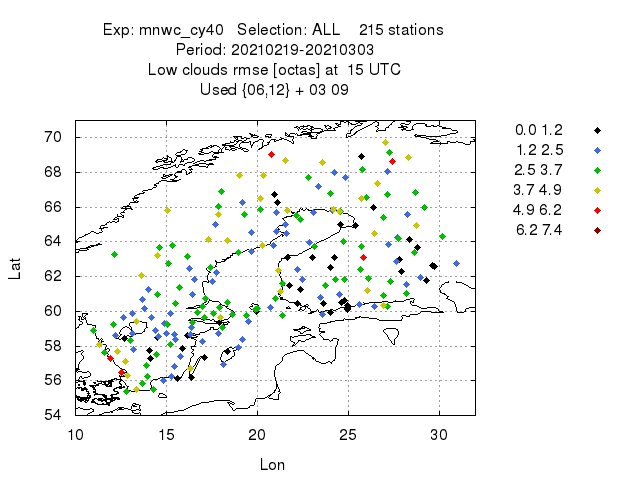 Exp: mnwc_cy40 Selection: ALL 215 stations
Period: 20210219-20210303
Low clouds rmse [octas] at 15 UTC
Used {06,12} + 03 09
0.0 1.2
1.2 2.5
2.5 3.7
3.7 4.9
4.9 6.2
6.2 7.4
70
68
66
64
62
60
58
56
54
Lat
10 15 20 25 30
Lon